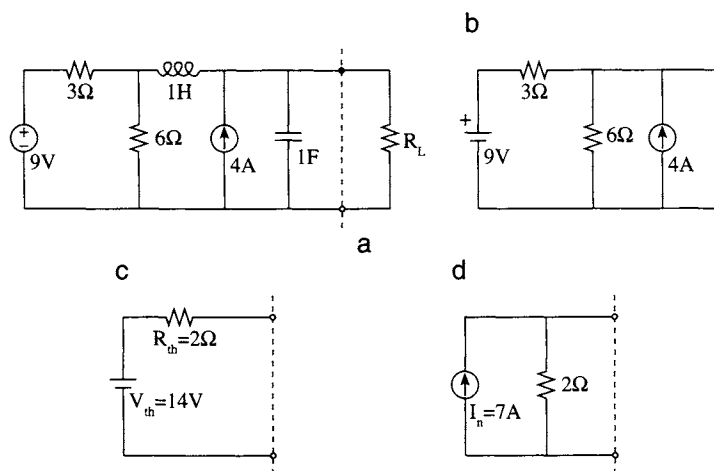 b
3Ω
1H
3Ω
+
−
9V
6Ω
4A
1F
R_L
+
9V
6Ω
4A
a
c
d
R_th=2Ω
V_th=14V
I_n=7A
2Ω